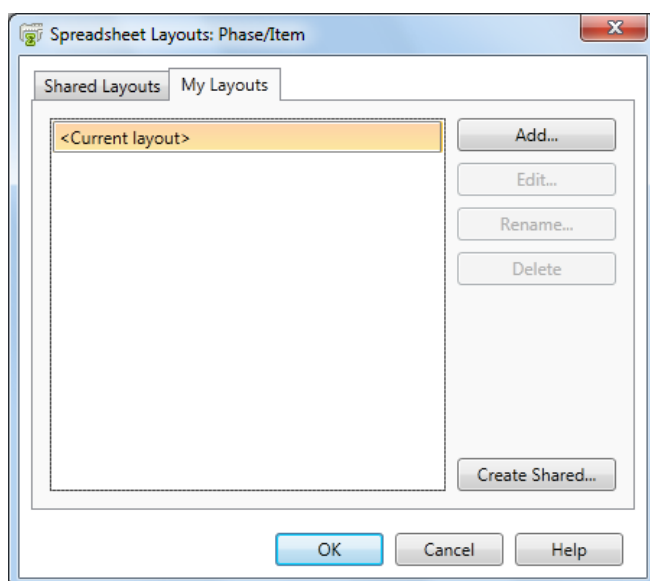 Spreadsheet Layouts: Phase/Item
Shared Layouts
My Layouts
<Current layout>
Add...
Edit...
Rename...
Delete
Create Shared...
OK
Cancel
Help